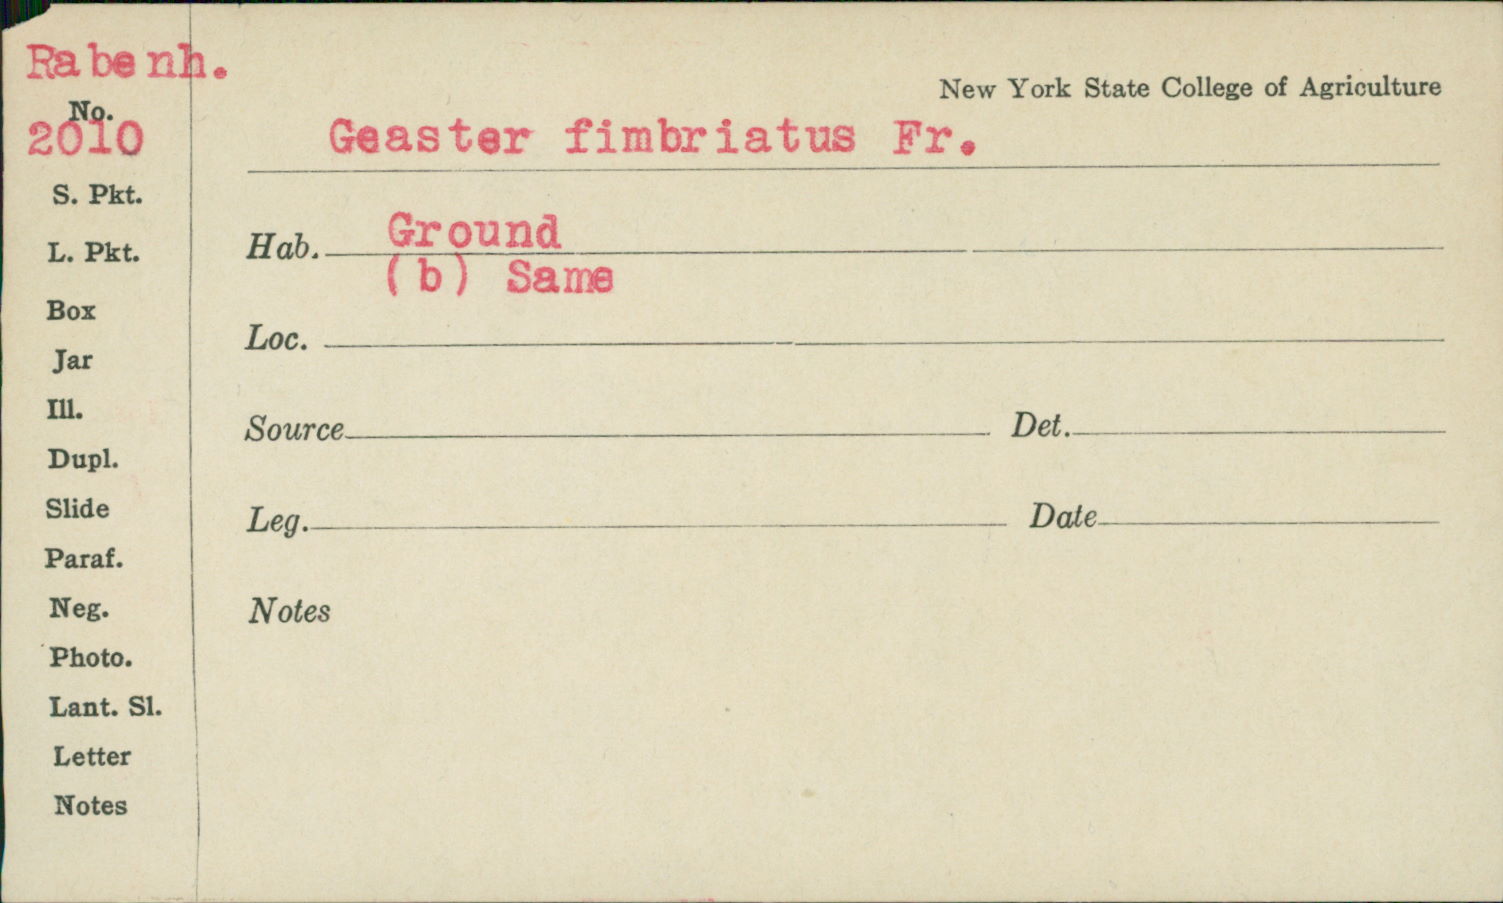 Rabenh.
New York State College of Agriculture
No.
2010
Geaster fimbriatus Fr.
S. Pkt.
Hab. Ground
L. Pkt.
(b) Same
Box
Loc.
Jar
Ill.
Source Det.
Dupl.
Slide
Leg. Date
Paraf.
Neg.
Notes
Photo.
Lant. Sl.
Letter
Notes